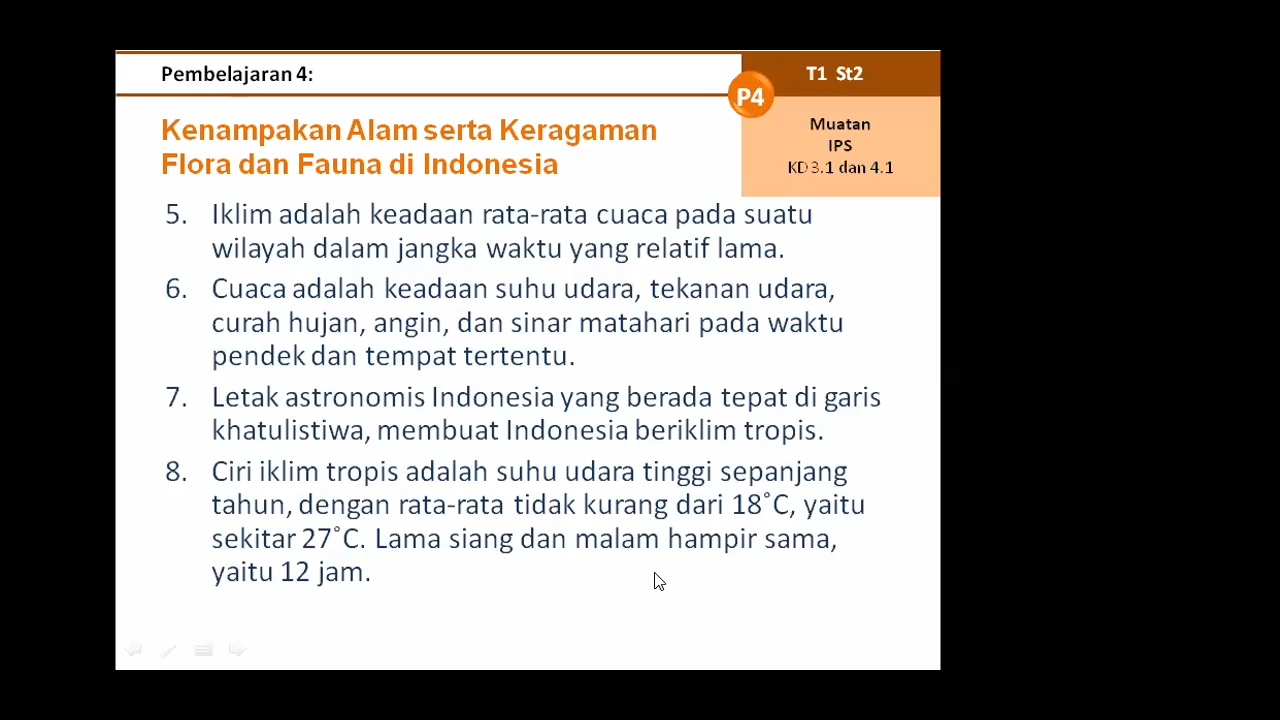 Pembelajaran 4:
T1 St2
P4
Muatan
IPS
KD 3.1 dan 4.1
Kenampakan Alam serta Keragaman
Flora dan Fauna di Indonesia
5. Iklim adalah keadaan rata-rata cuaca pada suatu
wilayah dalam jangka waktu yang relatif lama.
6. Cuaca adalah keadaan suhu udara, tekanan udara,
curah hujan, angin, dan sinar matahari pada waktu
pendek dan tempat tertentu.
7. Letak astronomis Indonesia yang berada tepat di garis
khatulistiwa, membuat Indonesia beriklim tropis.
8. Ciri iklim tropis adalah suhu udara tinggi sepanjang
tahun, dengan rata-rata tidak kurang dari 18˚C, yaitu
sekitar 27˚C. Lama siang dan malam hampir sama,
yaitu 12 jam.